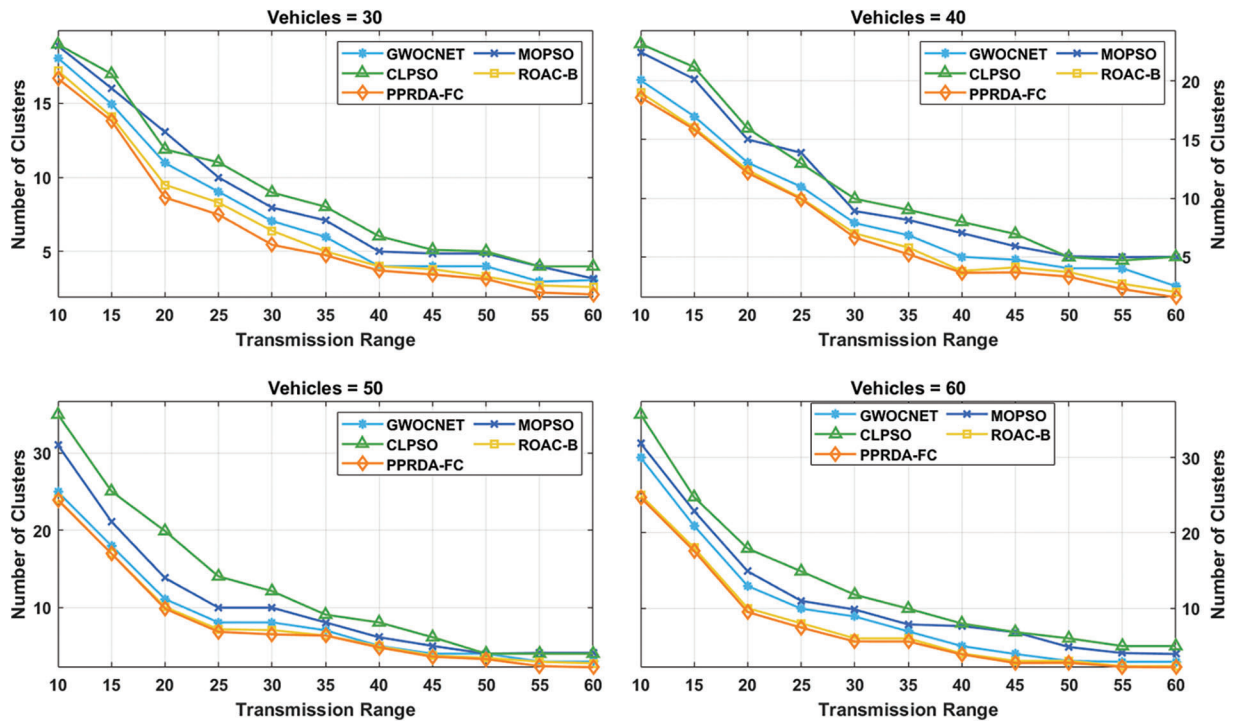 Vehicles = 30
GWOCNET MOPSO
CLPSO ROAC-B
PPRDA-FC
Number of Clusters
15
10
5
10 15 20 25 30 35 40 45 50 55 60
Transmission Range
Vehicles = 40
GWOCNET MOPSO
CLPSO ROAC-B
PPRDA-FC
Number of Clusters
20
15
10
5
10 15 20 25 30 35 40 45 50 55 60
Transmission Range
Vehicles = 50
GWOCNET MOPSO
CLPSO ROAC-B
PPRDA-FC
Number of Clusters
30
20
10
10 15 20 25 30 35 40 45 50 55 60
Transmission Range
Vehicles = 60
GWOCNET MOPSO
CLPSO ROAC-B
PPRDA-FC
Number of Clusters
30
20
10
10 15 20 25 30 35 40 45 50 55 60
Transmission Range